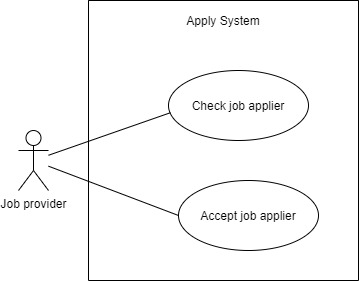 Apply System
Check job applier
Job provider
Accept job applier